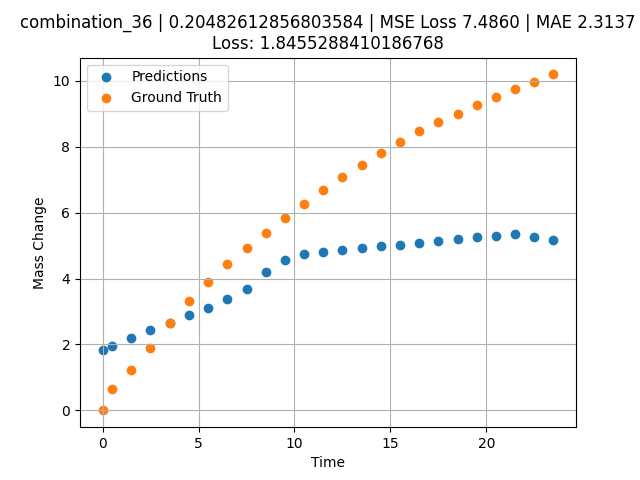 combination_36 | 0.20482612856803584 | MSE Loss 7.4860 | MAE 2.3137
Loss: 1.8455288410186768
Predictions
Ground Truth
10
8
6
4
2
0
Mass Change
0 5 10 15 20
Time